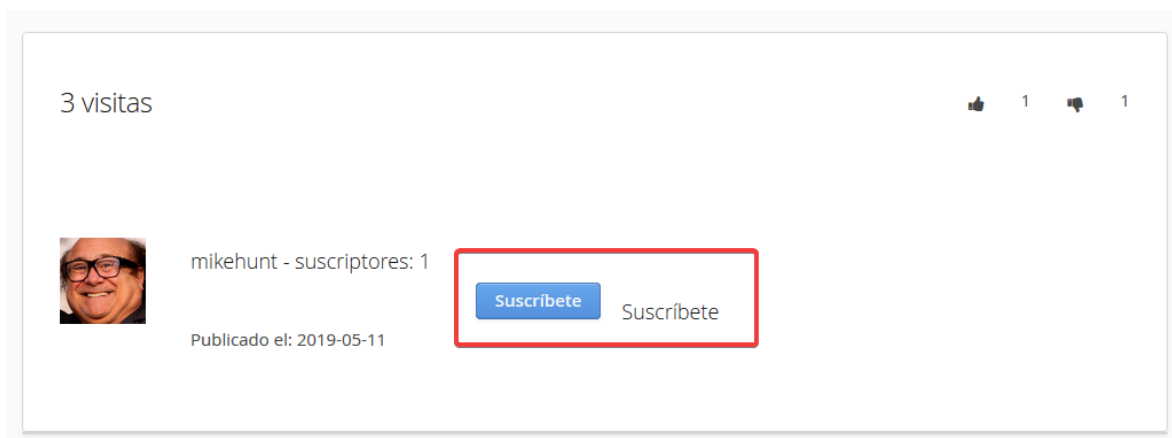 3 visitas
1 1
mikehunt - suscriptores: 1
Suscríbete Suscríbete
Publicado el: 2019-05-11